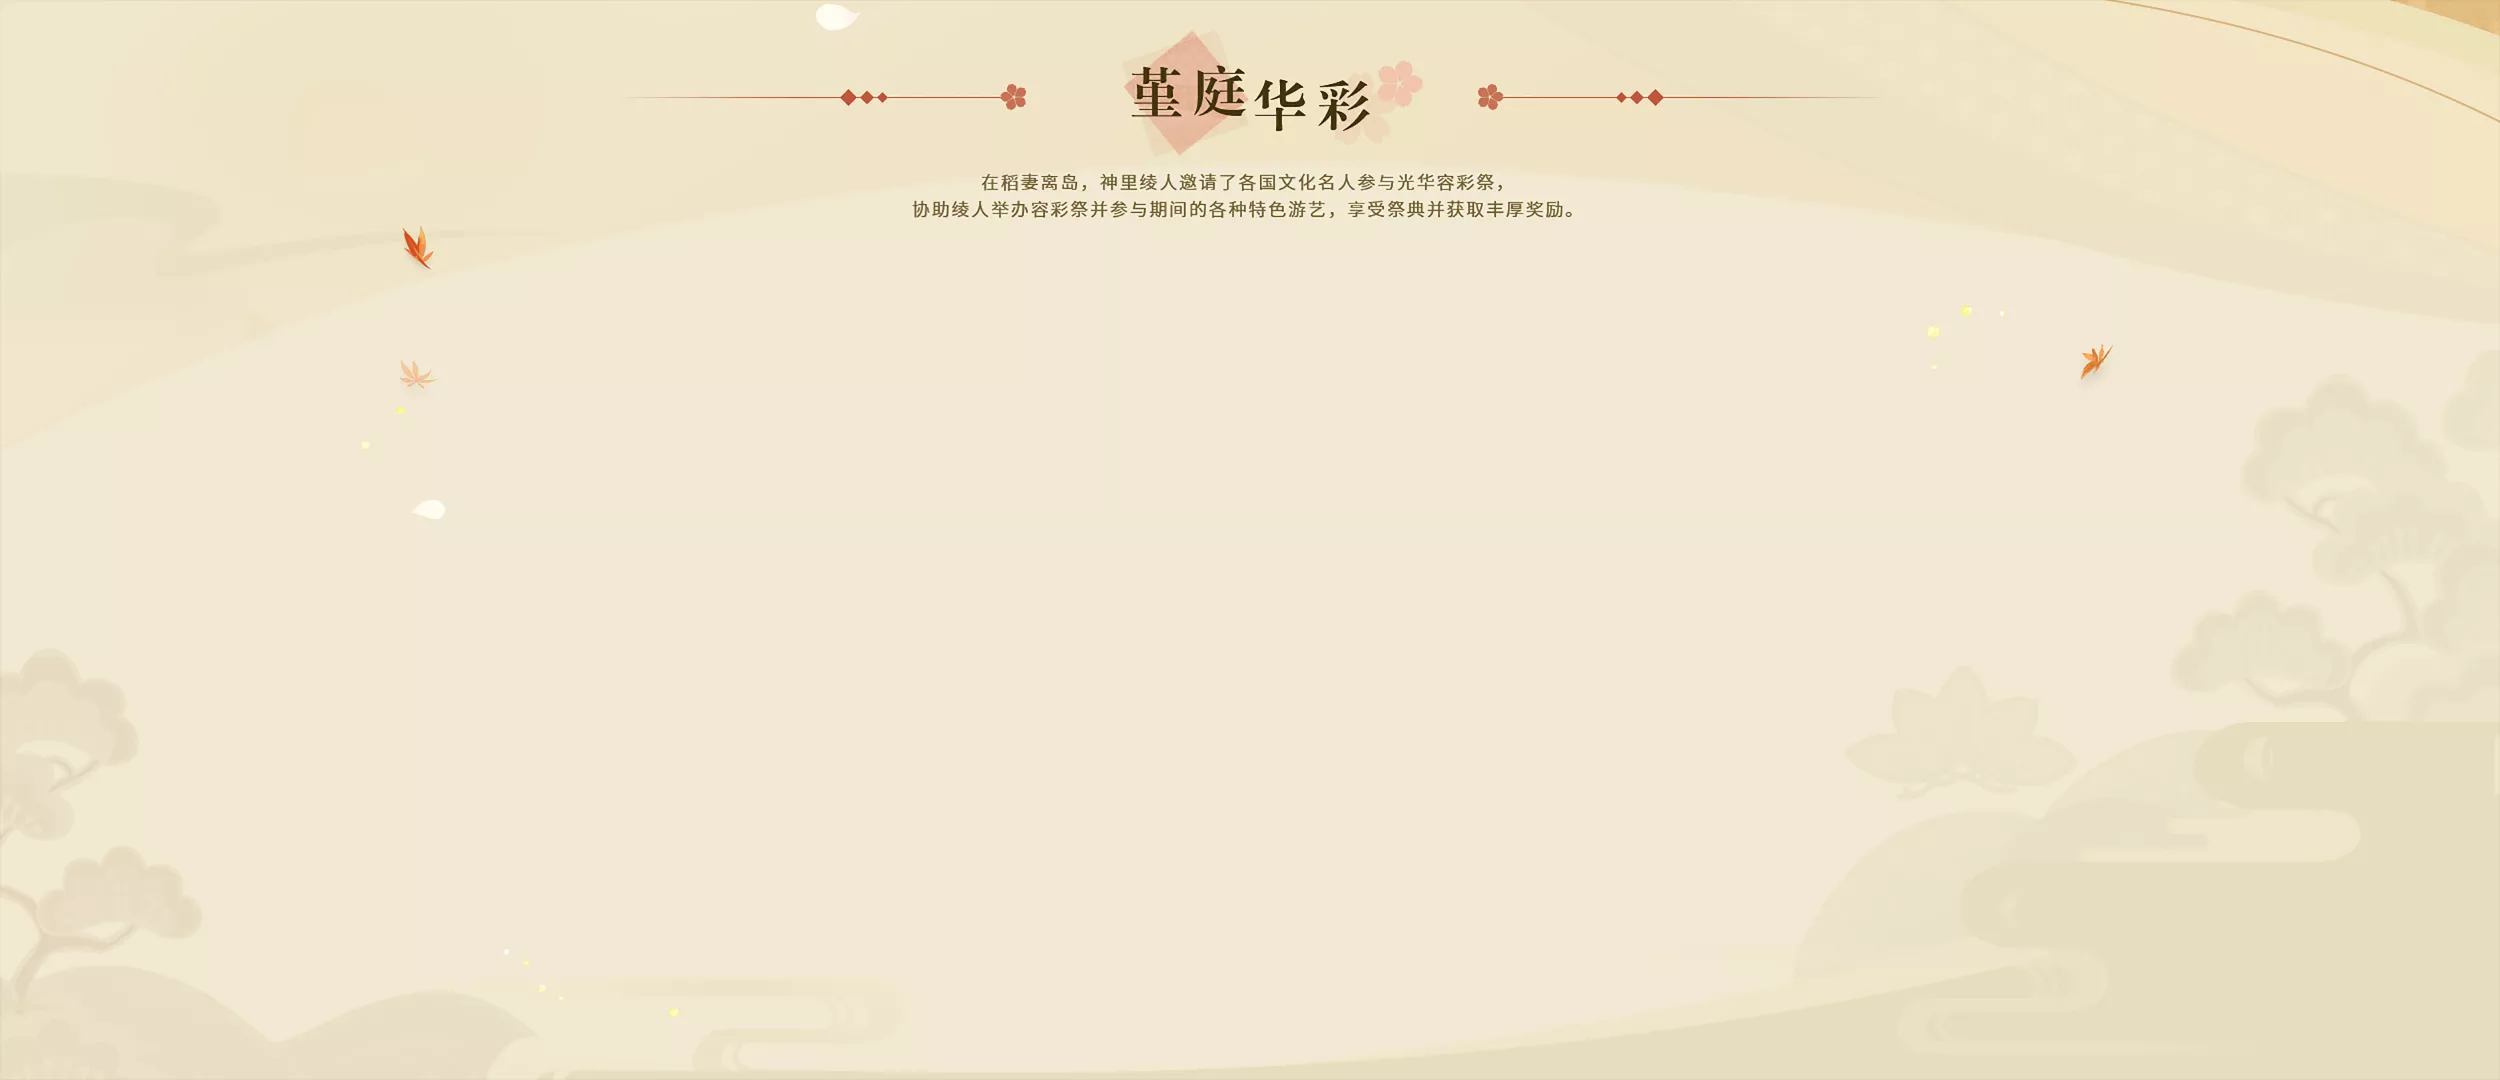 堇庭华彩
在稻妻离岛，神里绫人邀请了各国文化名人参与光华容彩祭，
协助绫人举办容彩祭并参与期间的各种特色游艺，享受祭典并获取丰厚奖励。